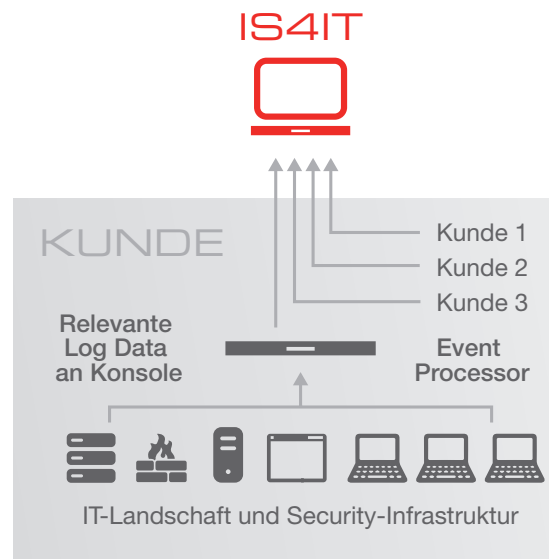 IS4IT
KUNDE
Kunde 1
Kunde 2
Kunde 3
Relevante
Log Data
an Konsole
Event
Processor
IT-Landschaft und Security-Infrastruktur